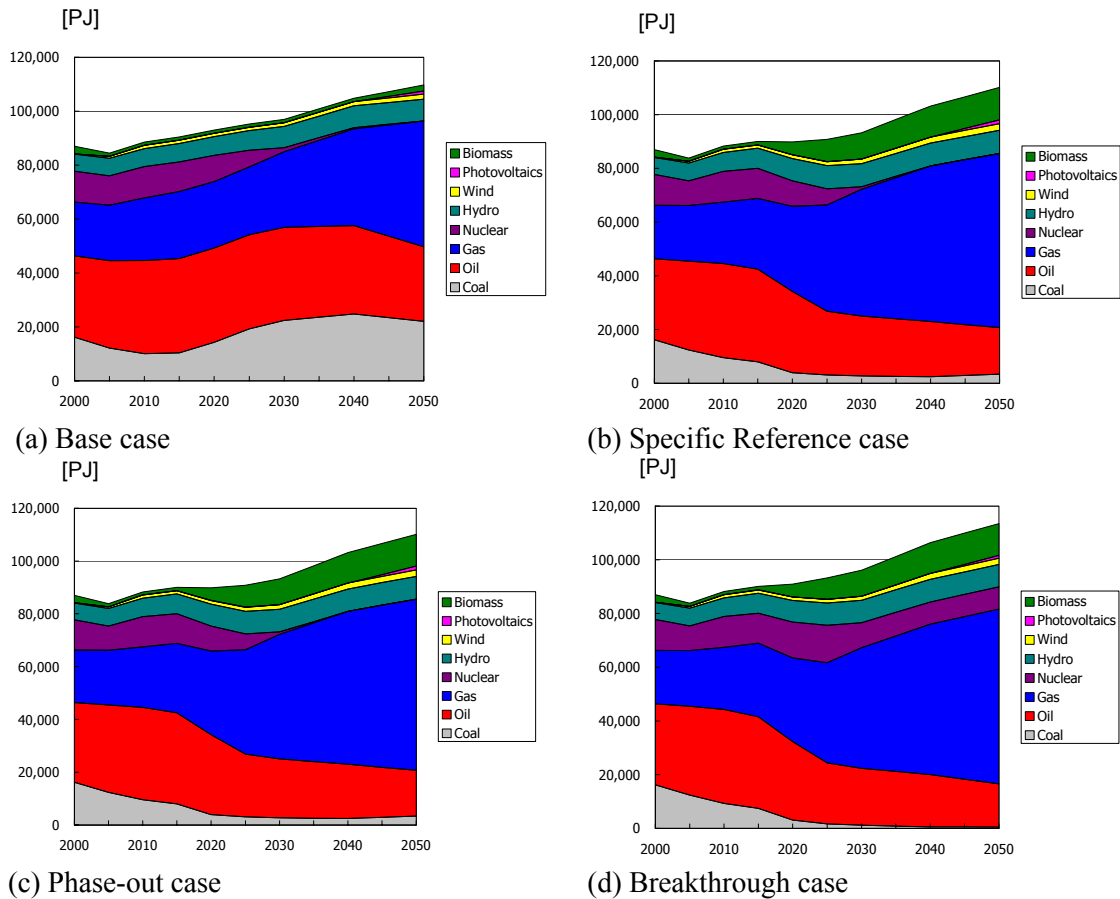 [PJ]
120,000
100,000
80,000
60,000
40,000
20,000
0
2000 2010 2020 2030 2040 2050
Biomass
Photovoltaics
Wind
Hydro
Nuclear
Gas
Oil
Coal
(a) Base case
[PJ]
120,000
100,000
80,000
60,000
40,000
20,000
0
2000 2010 2020 2030 2040 2050
Biomass
Photovoltaics
Wind
Hydro
Nuclear
Gas
Oil
Coal
(b) Specific Reference case
[PJ]
120,000
100,000
80,000
60,000
40,000
20,000
0
2000 2010 2020 2030 2040 2050
Biomass
Photovoltaics
Wind
Hydro
Nuclear
Gas
Oil
Coal
(c) Phase-out case
[PJ]
120,000
100,000
80,000
60,000
40,000
20,000
0
2000 2010 2020 2030 2040 2050
Biomass
Photovoltaics
Wind
Hydro
Nuclear
Gas
Oil
Coal
(d) Breakthrough case